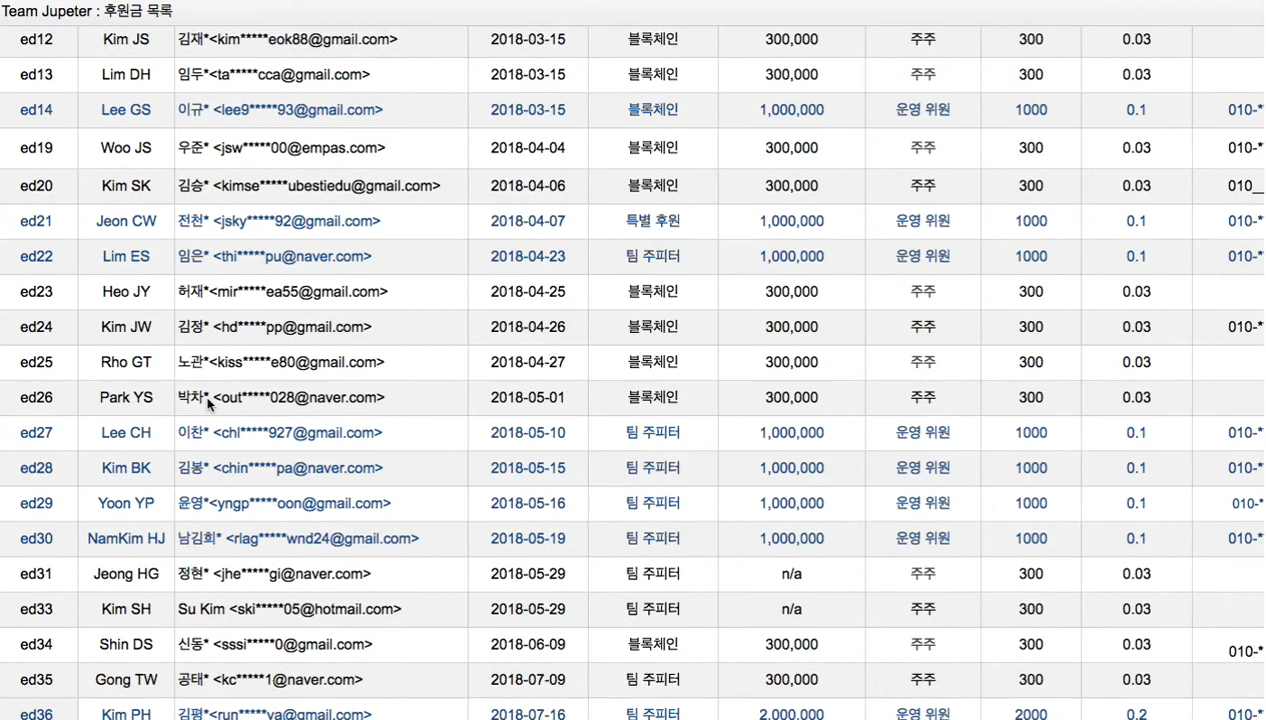 Team Jupeter : 후원금 목록
ed12 Kim JS 김재*<kim*****eok88@gmail.com> 2018-03-15 블록체인 300,000 주주 300 0.03
ed13 Lim DH 임두*<ta*****cca@gmail.com> 2018-03-15 블록체인 300,000 주주 300 0.03
ed14 Lee GS 이규* <lee9*****93@gmail.com> 2018-03-15 블록체인 1,000,000 운영 위원 1000 0.1 010-*
ed19 Woo JS 우준* <jsw*****00@empas.com> 2018-04-04 블록체인 300,000 주주 300 0.03 010-*
ed20 Kim SK 김승* <kimse*****ubestiedu@gmail.com> 2018-04-06 블록체인 300,000 주주 300 0.03 010__
ed21 Jeon CW 전천* <jsky*****92@gmail.com> 2018-04-07 특별 후원 1,000,000 운영 위원 1000 0.1 010-*
ed22 Lim ES 임은* <thi*****pu@naver.com> 2018-04-23 팀 주피터 1,000,000 운영 위원 1000 0.1 010-*
ed23 Heo JY 허재*<mir*****ea55@gmail.com> 2018-04-25 블록체인 300,000 주주 300 0.03
ed24 Kim JW 김정* <hd*****pp@gmail.com> 2018-04-26 블록체인 300,000 주주 300 0.03 010-*
ed25 Rho GT 노관*<kiss*****e80@gmail.com> 2018-04-27 블록체인 300,000 주주 300 0.03
ed26 Park YS 박차* <out*****028@naver.com> 2018-05-01 블록체인 300,000 주주 300 0.03
ed27 Lee CH 이찬* <chl*****927@gmail.com> 2018-05-10 팀 주피터 1,000,000 운영 위원 1000 0.1 010-*
ed28 Kim BK 김봉* <chin*****pa@naver.com> 2018-05-15 팀 주피터 1,000,000 운영 위원 1000 0.1 010-*
ed29 Yoon YP 윤영*<yngp*****oon@gmail.com> 2018-05-16 팀 주피터 1,000,000 운영 위원 1000 0.1 010-*
ed30 NamKim HJ 남김희* <rlag*****wnd24@gmail.com> 2018-05-19 팀 주피터 1,000,000 운영 위원 1000 0.1 010-*
ed31 Jeong HG 정현* <jhe*****gi@naver.com> 2018-05-29 팀 주피터 n/a 주주 300 0.03
ed33 Kim SH Su Kim <ski*****05@hotmail.com> 2018-05-29 팀 주피터 n/a 주주 300 0.03
ed34 Shin DS 신동* <sssi*****0@gmail.com> 2018-06-09 블록체인 300,000 주주 300 0.03 010-*
ed35 Gong TW 공태* <kc*****1@naver.com> 2018-07-09 팀 주피터 300,000 주주 300 0.03
ed36 Kim PH 김평*<run*****ya@gmail.com> 2018-07-16 팀 주피터 2,000,000 운영 위원 2000 0.2 010-*